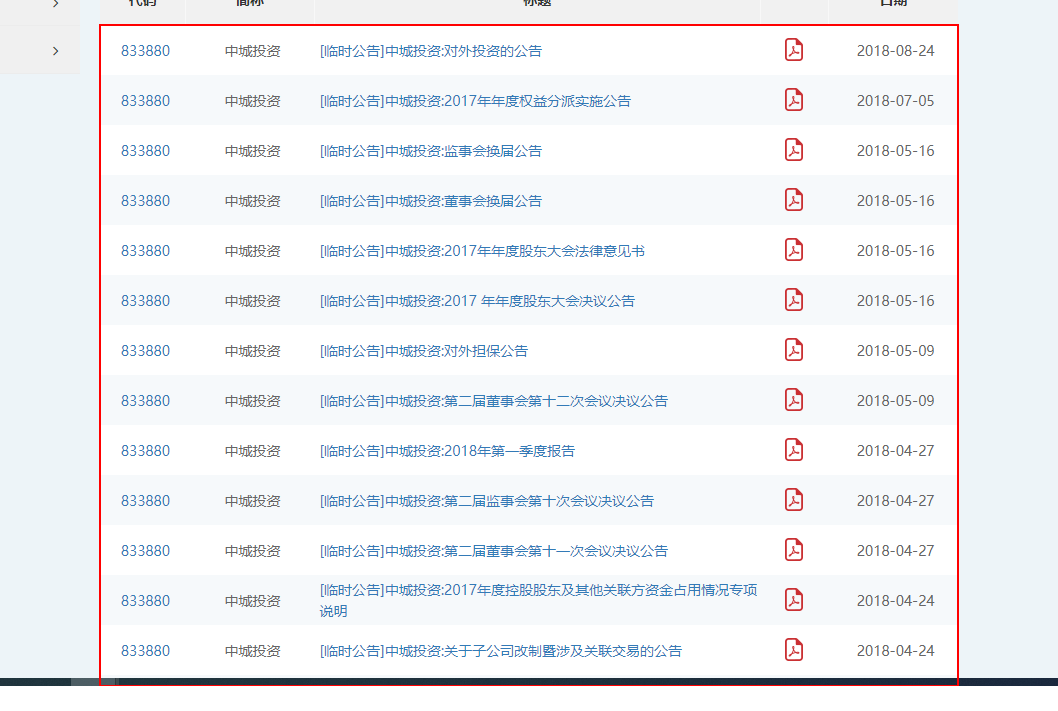 代码 简称 标题 日期
833880 中城投资 [临时公告]中城投资:对外投资的公告 2018-08-24
833880 中城投资 [临时公告]中城投资:2017年年度权益分派实施公告 2018-07-05
833880 中城投资 [临时公告]中城投资:监事会换届公告 2018-05-16
833880 中城投资 [临时公告]中城投资:董事会换届公告 2018-05-16
833880 中城投资 [临时公告]中城投资:2017年年度股东大会法律意见书 2018-05-16
833880 中城投资 [临时公告]中城投资:2017 年年度股东大会决议公告 2018-05-16
833880 中城投资 [临时公告]中城投资:对外担保公告 2018-05-09
833880 中城投资 [临时公告]中城投资:第二届董事会第十二次会议决议公告 2018-05-09
833880 中城投资 [临时公告]中城投资:2018年第一季度报告 2018-04-27
833880 中城投资 [临时公告]中城投资:第二届监事会第十次会议决议公告 2018-04-27
833880 中城投资 [临时公告]中城投资:第二届董事会第十一次会议决议公告 2018-04-27
833880 中城投资 [临时公告]中城投资:2017年度控股股东及其他关联方资金占用情况专项 2018-04-24
说明
833880 中城投资 [临时公告]中城投资:关于子公司改制暨涉及关联交易的公告 2018-04-24